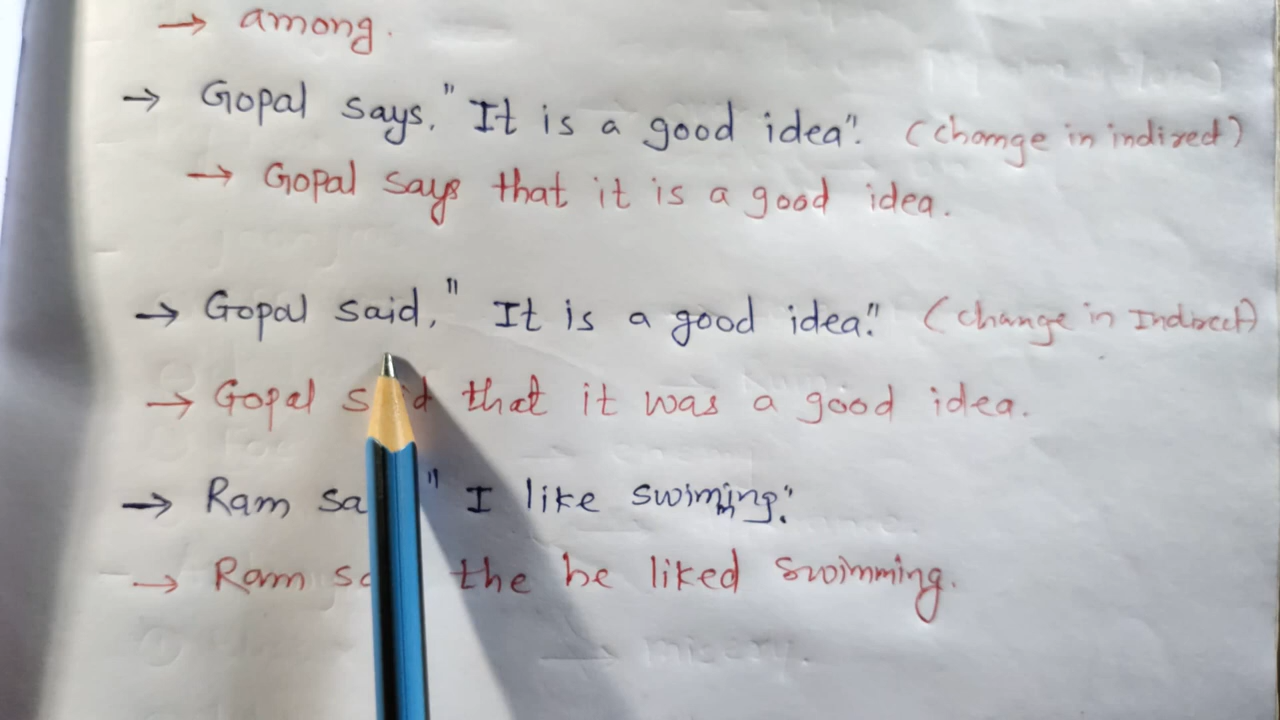 → among.
→ Gopal says, "It is a good idea". (change in indirect)
→ Gopal says that it is a good idea.
→ Gopal said, "It is a good idea". (change in Indirect)
→ Gopal that it was a good idea.
→ Ram " I like swimming".
→ Ram the he liked swimming.
→ misery.